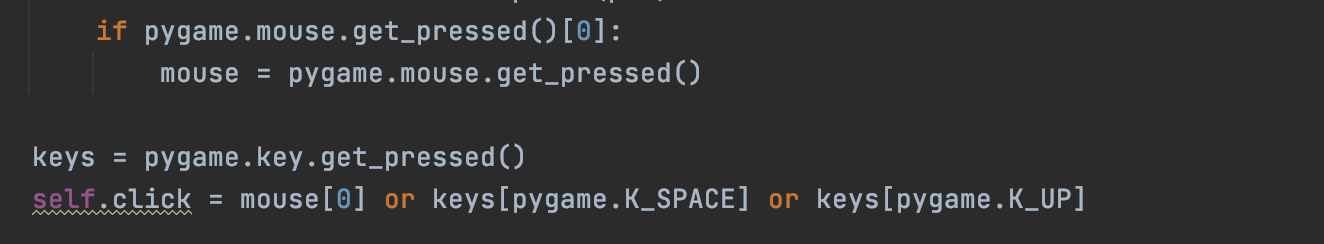 if pygame.mouse.get_pressed()[0]:
mouse = pygame.mouse.get_pressed()
keys = pygame.key.get_pressed()
self.click = mouse[0] or keys[pygame.K_SPACE] or keys[pygame.K_UP]